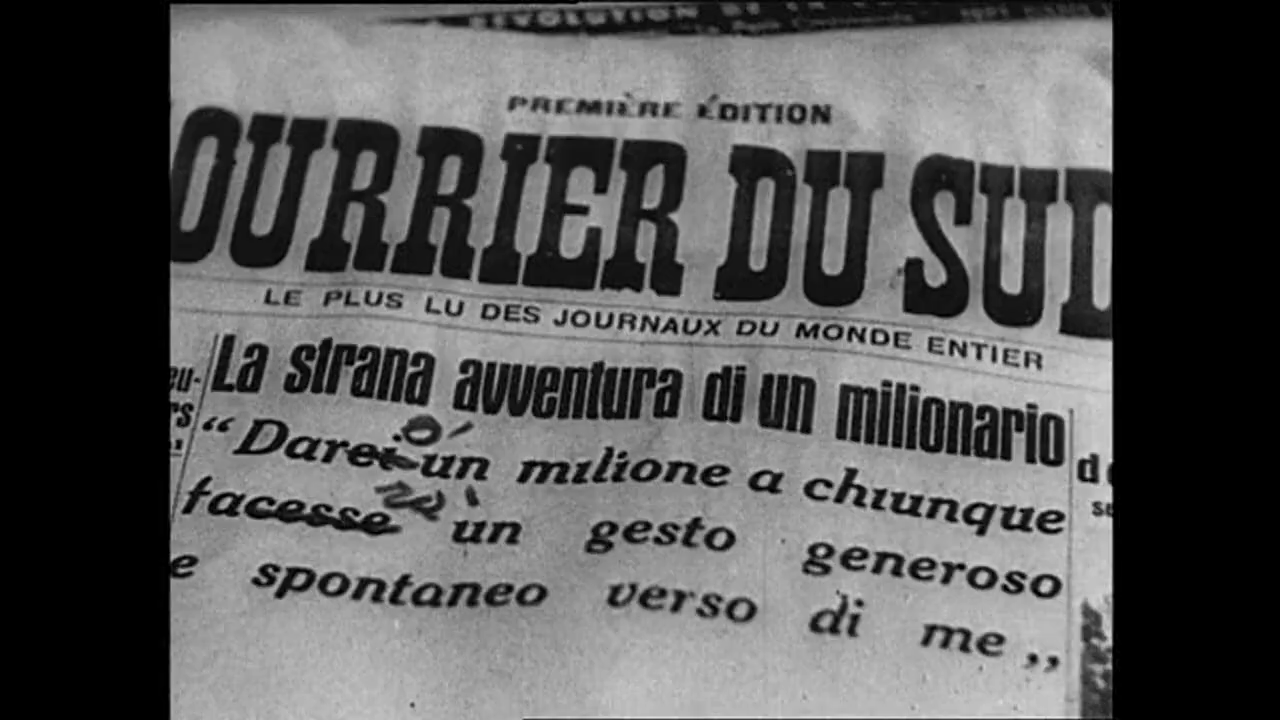 PREMIÈRE ÉDITION
OURRIER DU SUD
LE PLUS LU DES JOURNAUX DU MONDE ENTIER
La strana avventura di un milionario
“Darei un milione a chiunque
facesse un gesto generoso
e spontaneo verso di me„